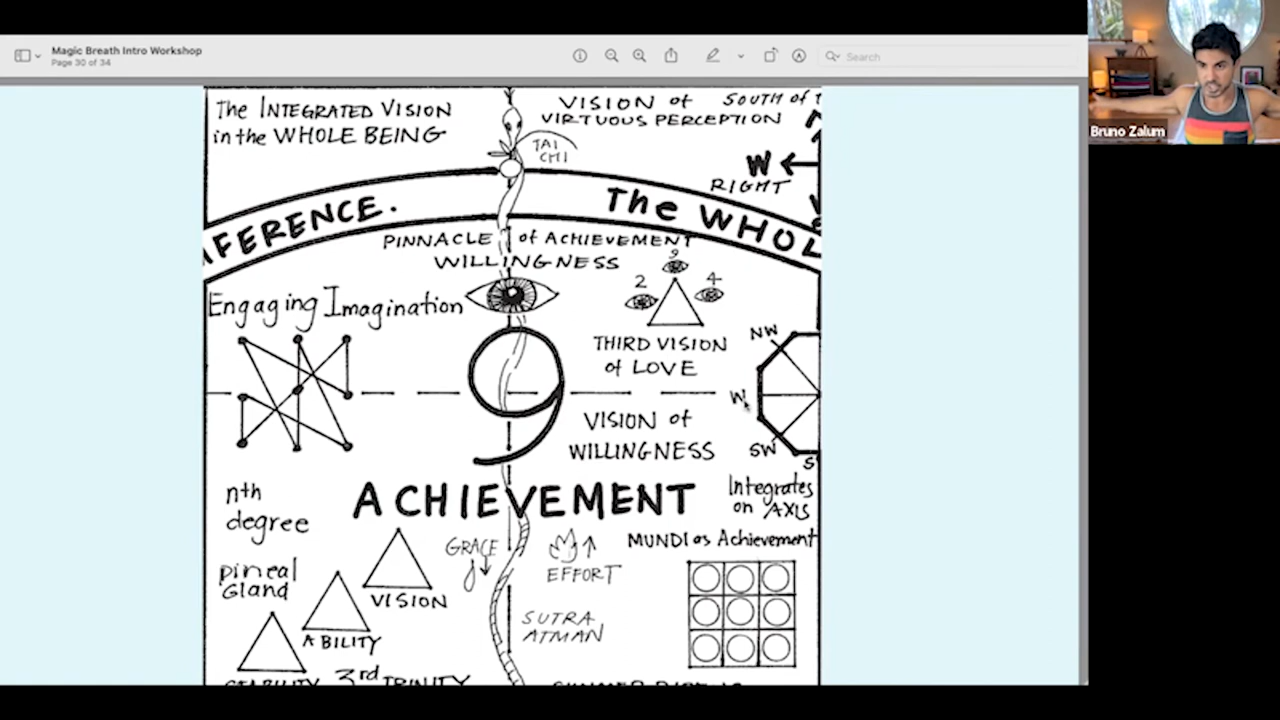 Magic Breath Intro Workshop
Page 30 of 34
Search
Bruno Zalum
The INTEGRATED VISION
in the WHOLE BEING
VISION of
VIRTUOUS PERCEPTION
SOUTH of
TAI
CHI
W
RIGHT
FERENCE.
The WHOL
PINNACLE of ACHIEVEMENT
WILLINGNESS
Engaging Imagination
9
2
4
THIRD VISION
of LOVE
NW
W
SW
S
9
VISION of
WILLINGNESS
nth
degree
ACHIEVEMENT
Integrates
on AXIS
MUNDI as Achievement
GRACE
EFFORT
pineal
Gland
VISION
ABILITY
SUTRA
ATMAN
STABILITY
3rd TRINITY